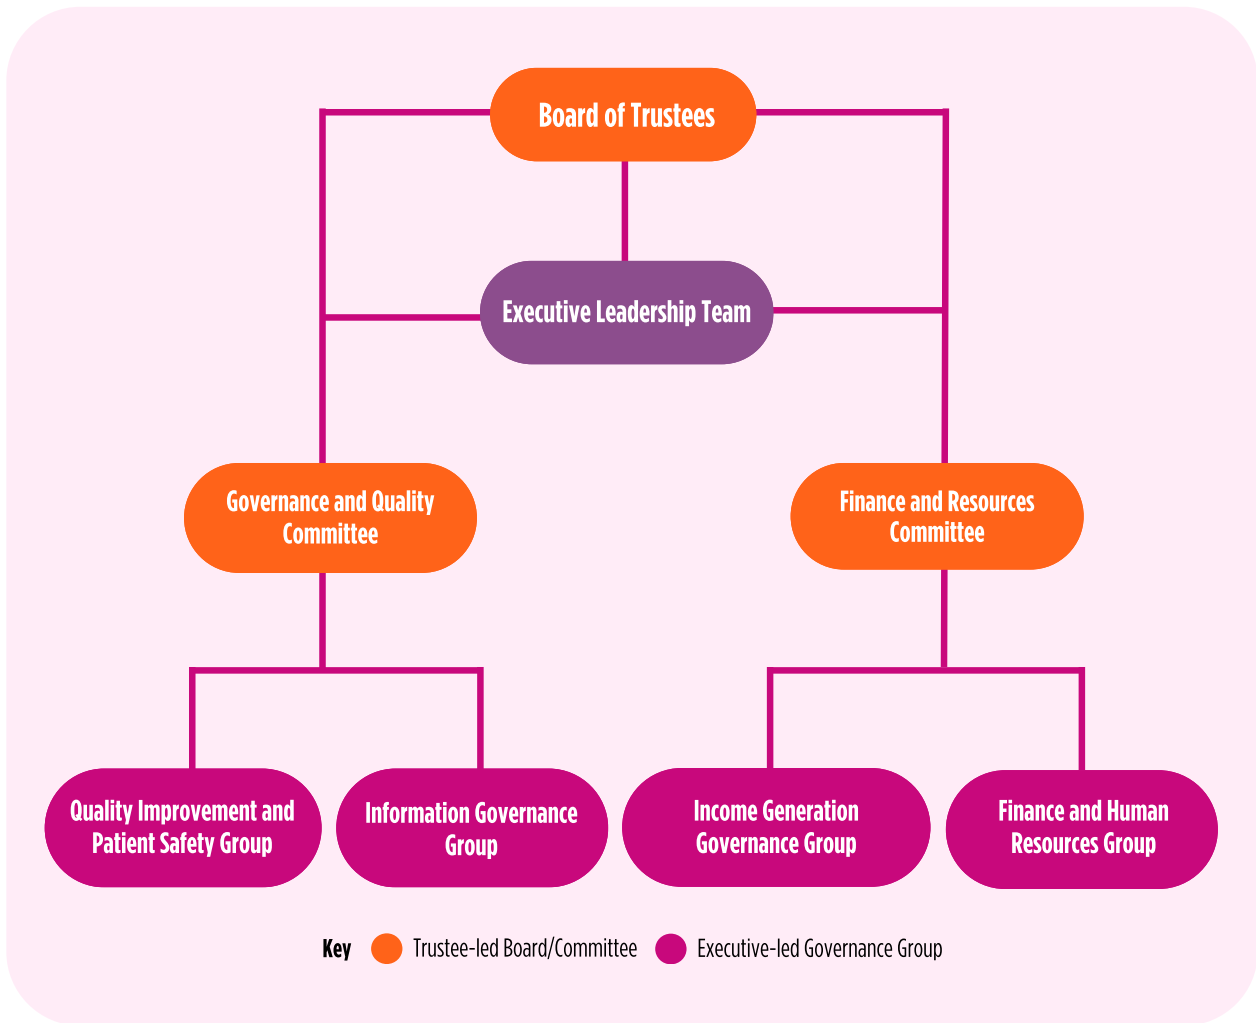 Board of Trustees
Executive Leadership Team
Governance and Quality
Committee
Finance and Resources
Committee
Quality Improvement and
Patient Safety Group
Information Governance
Group
Income Generation
Governance Group
Finance and Human
Resources Group
Key Trustee-led Board/Committee Executive-led Governance Group